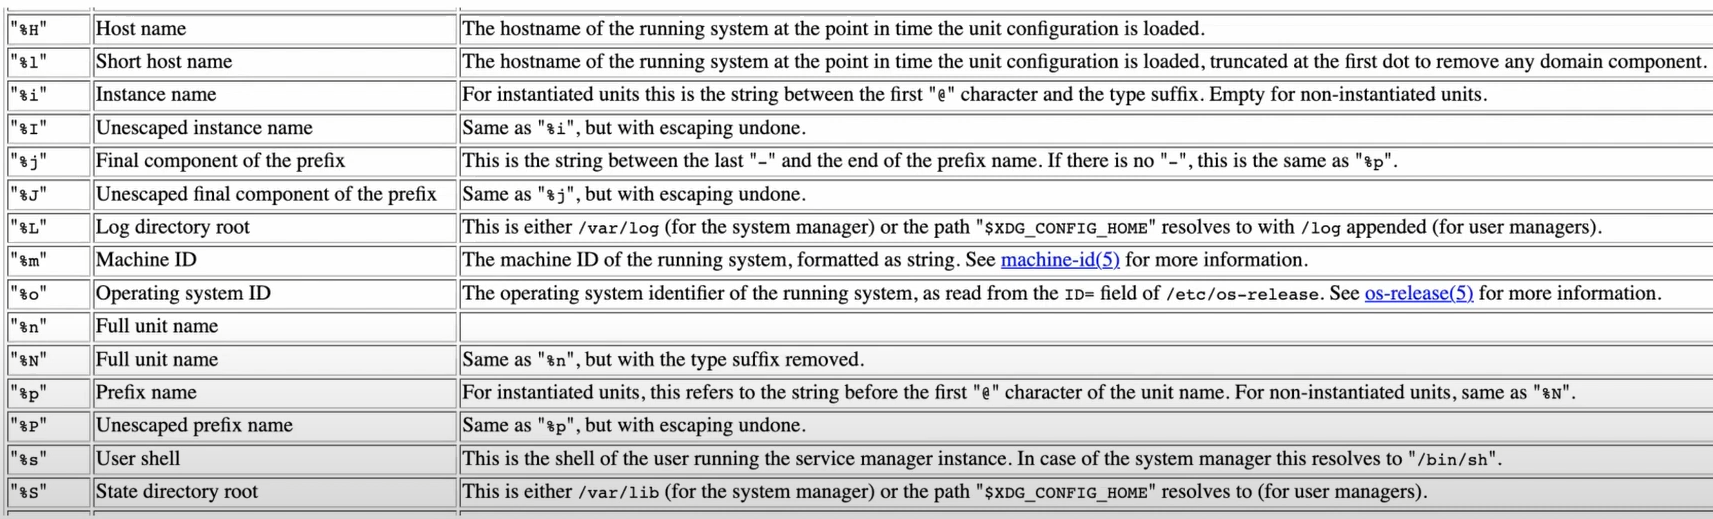 "%H" Host name The hostname of the running system at the point in time the unit configuration is loaded.
"%l" Short host name The hostname of the running system at the point in time the unit configuration is loaded, truncated at the first dot to remove any domain component.
"%i" Instance name For instantiated units this is the string between the first "@" character and the type suffix. Empty for non-instantiated units.
"%I" Unescaped instance name Same as "%i", but with escaping undone.
"%j" Final component of the prefix This is the string between the last "-" and the end of the prefix name. If there is no "-", this is the same as "%p".
"%J" Unescaped final component of the prefix Same as "%j", but with escaping undone.
"%L" Log directory root This is either /var/log (for the system manager) or the path "$XDG_CONFIG_HOME" resolves to with /log appended (for user managers).
"%m" Machine ID The machine ID of the running system, formatted as string. See machine-id(5) for more information.
"%o" Operating system ID The operating system identifier of the running system, as read from the ID= field of /etc/os-release. See os-release(5) for more information.
"%n" Full unit name
"%N" Full unit name Same as "%n", but with the type suffix removed.
"%p" Prefix name For instantiated units, this refers to the string before the first "@" character of the unit name. For non-instantiated units, same as "%N".
"%P" Unescaped prefix name Same as "%p", but with escaping undone.
"%s" User shell This is the shell of the user running the service manager instance. In case of the system manager this resolves to "/bin/sh".
"%S" State directory root This is either /var/lib (for the system manager) or the path "$XDG_CONFIG_HOME" resolves to (for user managers).